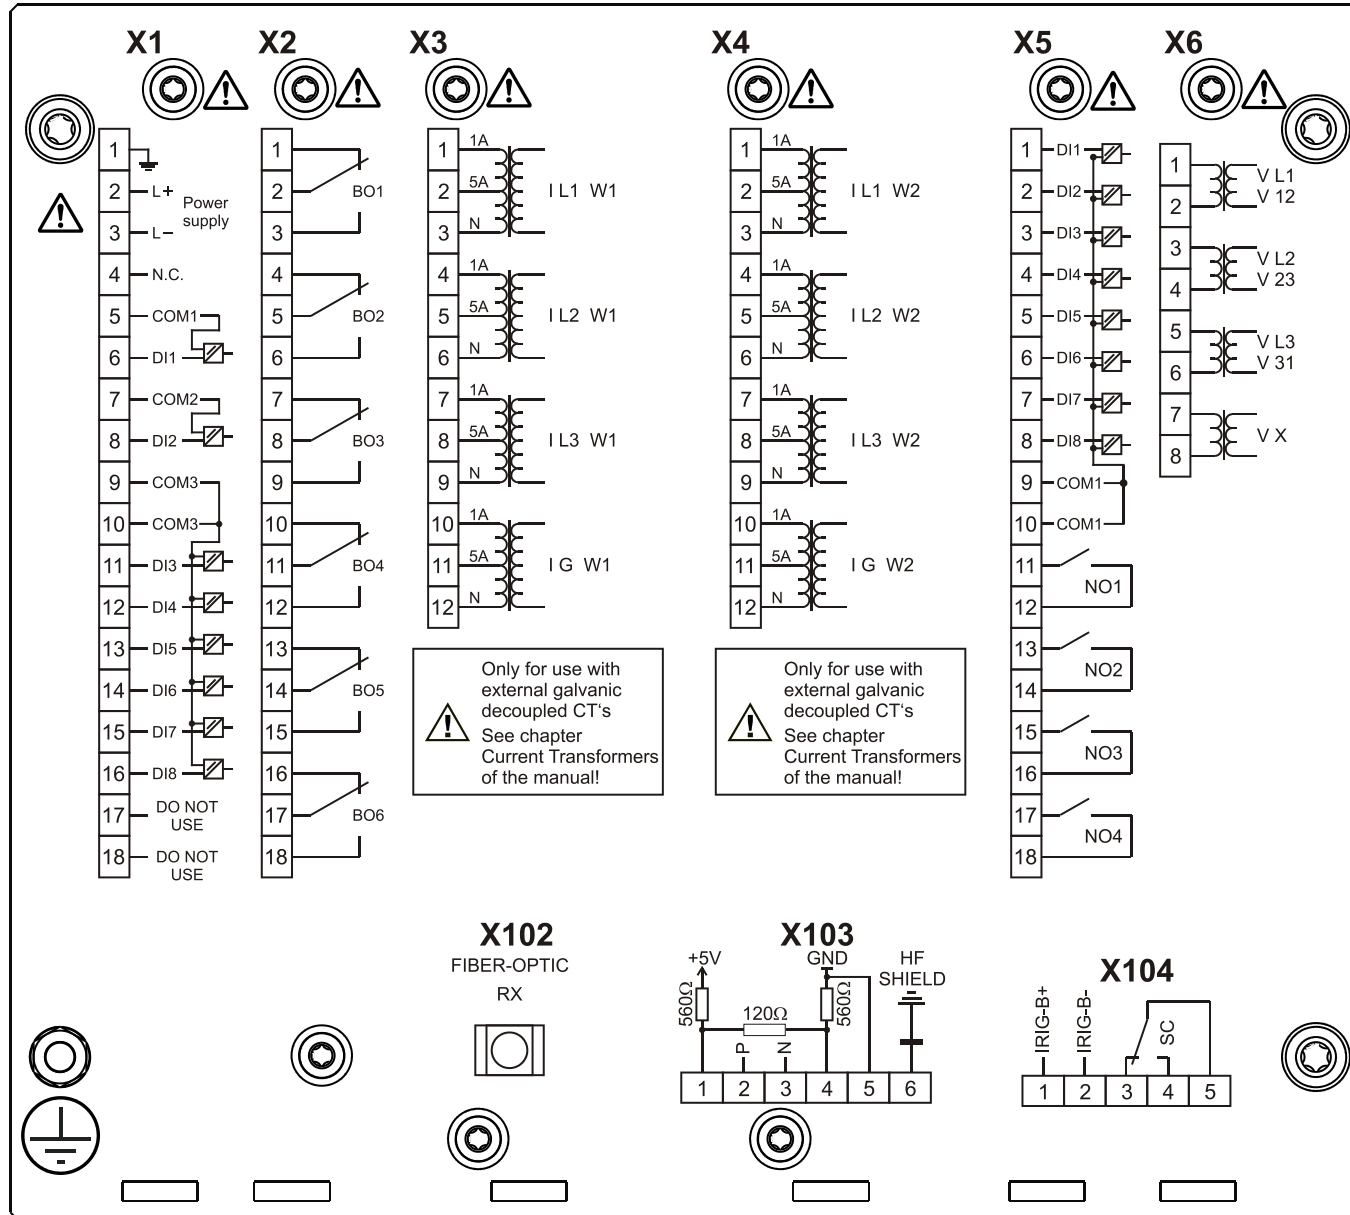 X1
X2
X3
X4
X5
X6
1
2 L+
Power
supply
3 L−
4 N.C.
5 COM1
6 DI1
7 COM2
8 DI2
9 COM3
10 COM3
11 DI3
12 DI4
13 DI5
14 DI6
15 DI7
16 DI8
17 DO NOT
USE
18 DO NOT
USE
1
2 BO1
3
4
5 BO2
6
7
8 BO3
9
10
11 BO4
12
13
14 BO5
15
16
17 BO6
18
1 1A
2 5A I L1 W1
3 N
4 1A
5 5A I L2 W1
6 N
7 1A
8 5A I L3 W1
9 N
10 1A
11 5A I G W1
12 N
Only for use with
external galvanic
decoupled CT‘s
See chapter
Current Transformers
of the manual!
1 1A
2 5A I L1 W2
3 N
4 1A
5 5A I L2 W2
6 N
7 1A
8 5A I L3 W2
9 N
10 1A
11 5A I G W2
12 N
Only for use with
external galvanic
decoupled CT‘s
See chapter
Current Transformers
of the manual!
1 DI1
2 DI2
3 DI3
4 DI4
5 DI5
6 DI6
7 DI7
8 DI8
9 COM1
10 COM1
11
NO1
12
13
NO2
14
15
NO3
16
17
NO4
18
1 V L1
2 V 12
3 V L2
4 V 23
5 V L3
6 V 31
7
V X
8
X102
FIBER-OPTIC
RX
X103
+5V GND HF
SHIELD
560Ω 120Ω 560Ω
P N
1 2 3 4 5 6
X104
IRIG-B+ IRIG-B- SC
1 2 3 4 5